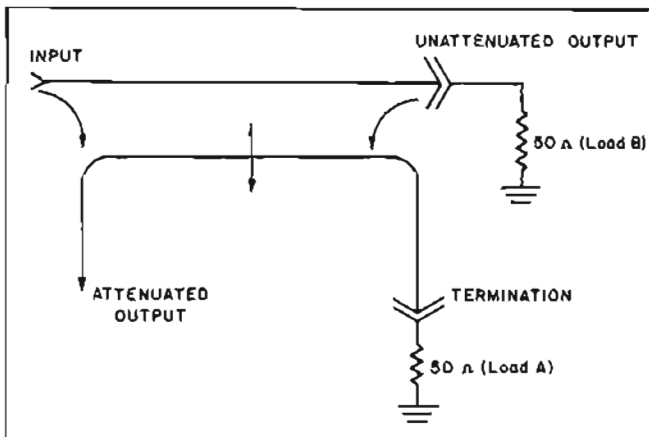 INPUT
UNATTENUATED OUTPUT
50 Ω (Load B)
ATTENUATED
OUTPUT
TERMINATION
50 Ω (Load A)